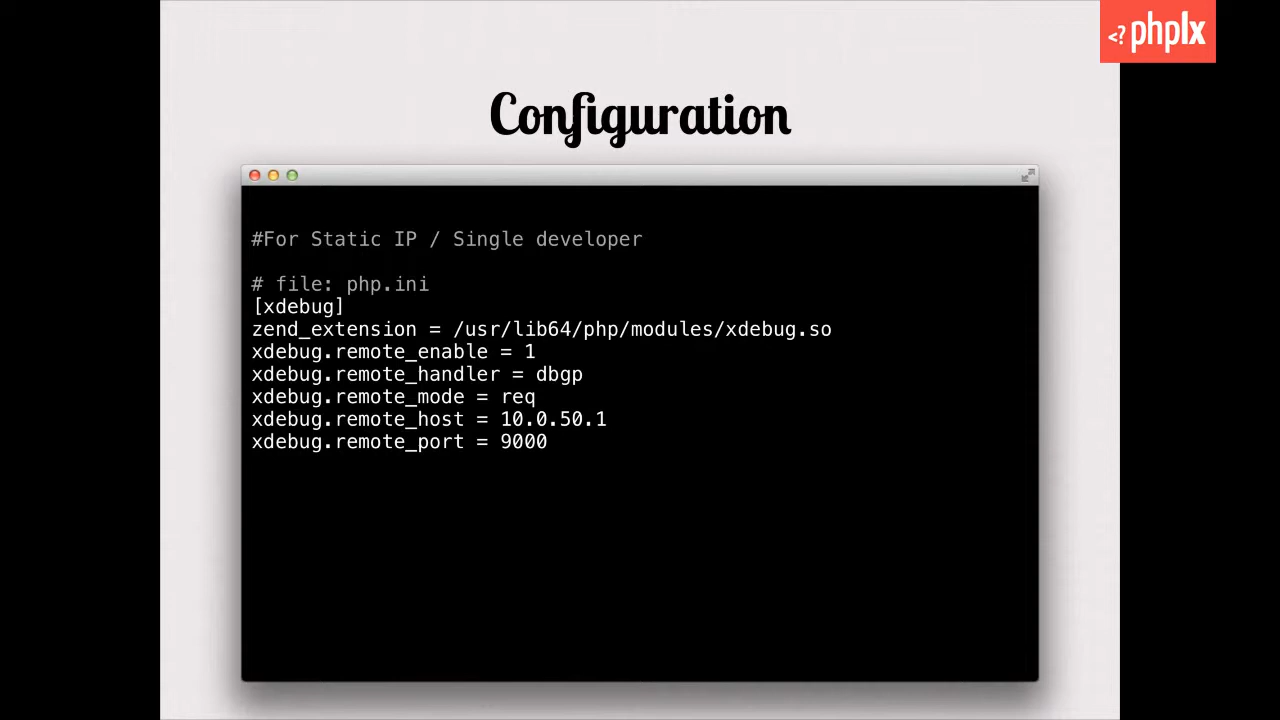 <? phplx
Configuration
#For Static IP / Single developer
# file: php.ini
[xdebug]
zend_extension = /usr/lib64/php/modules/xdebug.so
xdebug.remote_enable = 1
xdebug.remote_handler = dbgp
xdebug.remote_mode = req
xdebug.remote_host = 10.0.50.1
xdebug.remote_port = 9000